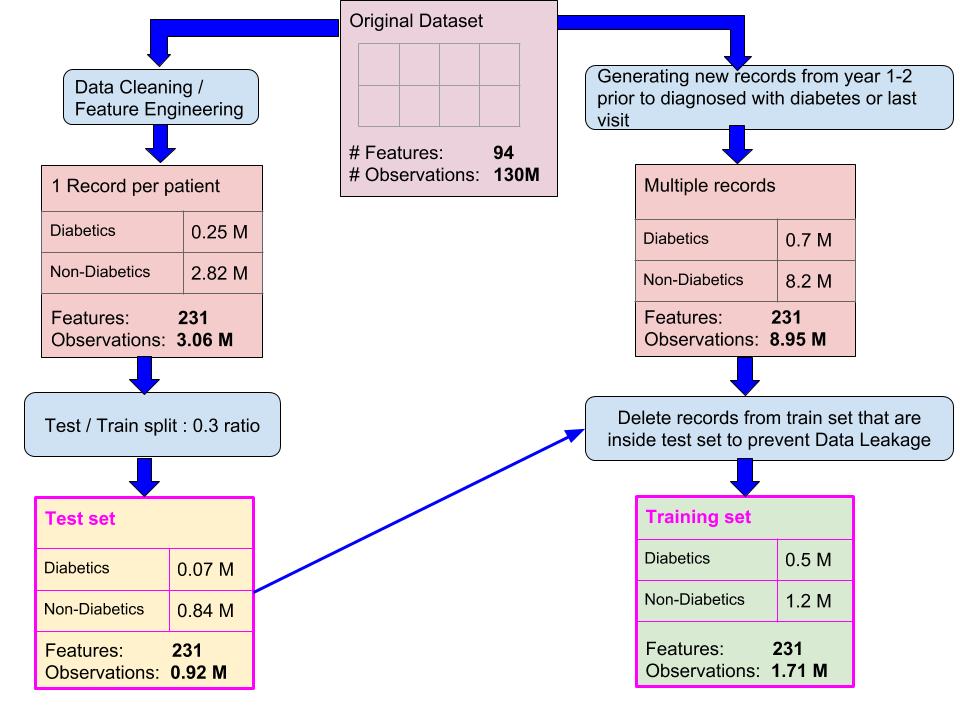 Original Dataset
# Features: 94
# Observations: 130M
Data Cleaning /
Feature Engineering
1 Record per patient
Diabetics 0.25 M
Non-Diabetics 2.82 M
Features: 231
Observations: 3.06 M
Test / Train split : 0.3 ratio
Test set
Diabetics 0.07 M
Non-Diabetics 0.84 M
Features: 231
Observations: 0.92 M
Generating new records from year 1-2
prior to diagnosed with diabetes or last
visit
Multiple records
Diabetics 0.7 M
Non-Diabetics 8.2 M
Features: 231
Observations: 8.95 M
Delete records from train set that are
inside test set to prevent Data Leakage
Training set
Diabetics 0.5 M
Non-Diabetics 1.2 M
Features: 231
Observations: 1.71 M